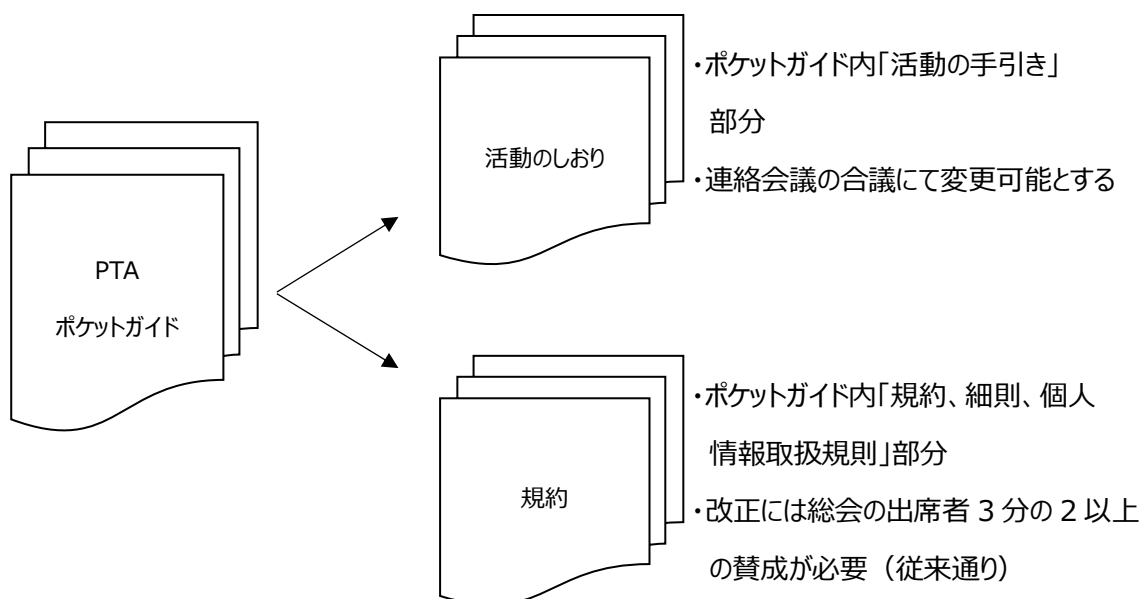 PTA
ポケットガイド
活動のしおり
・ポケットガイド内「活動の手引き」
部分
・連絡会議の合議にて変更可能とする
規約
・ポケットガイド内「規約、細則、個人
情報取扱規則」部分
・改正には総会の出席者 3 分の 2 以上
の賛成が必要（従来通り）